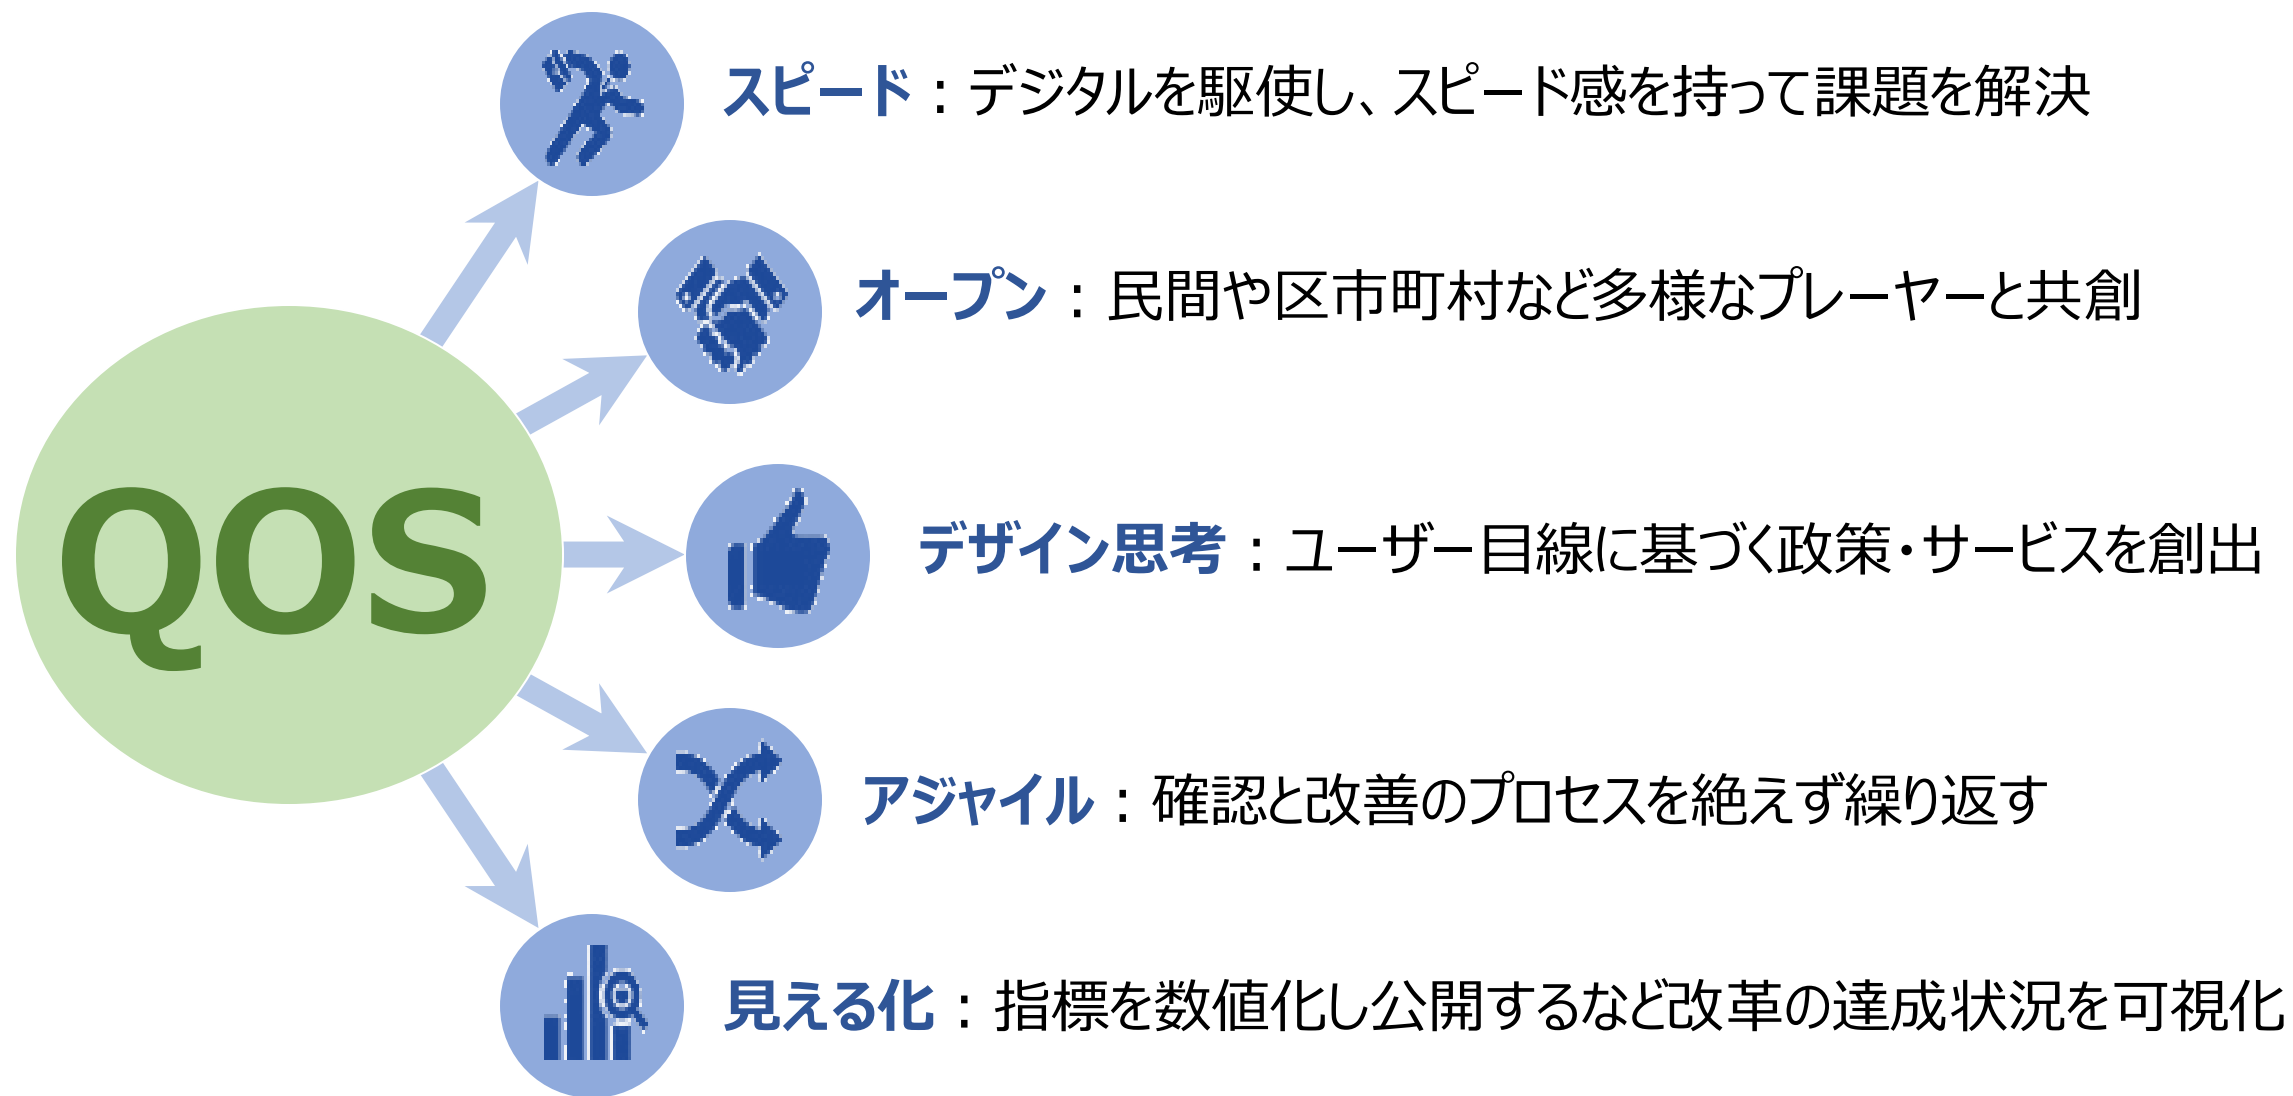 スピード：デジタルを駆使し、スピード感を持って課題を解決
オープン：民間や区市町村など多様なプレーヤーと共創
QOS
デザイン思考：ユーザー目線に基づく政策・サービスを創出
アジャイル：確認と改善のプロセスを絶えず繰り返す
見える化：指標を数値化し公開するなど改革の達成状況を可視化